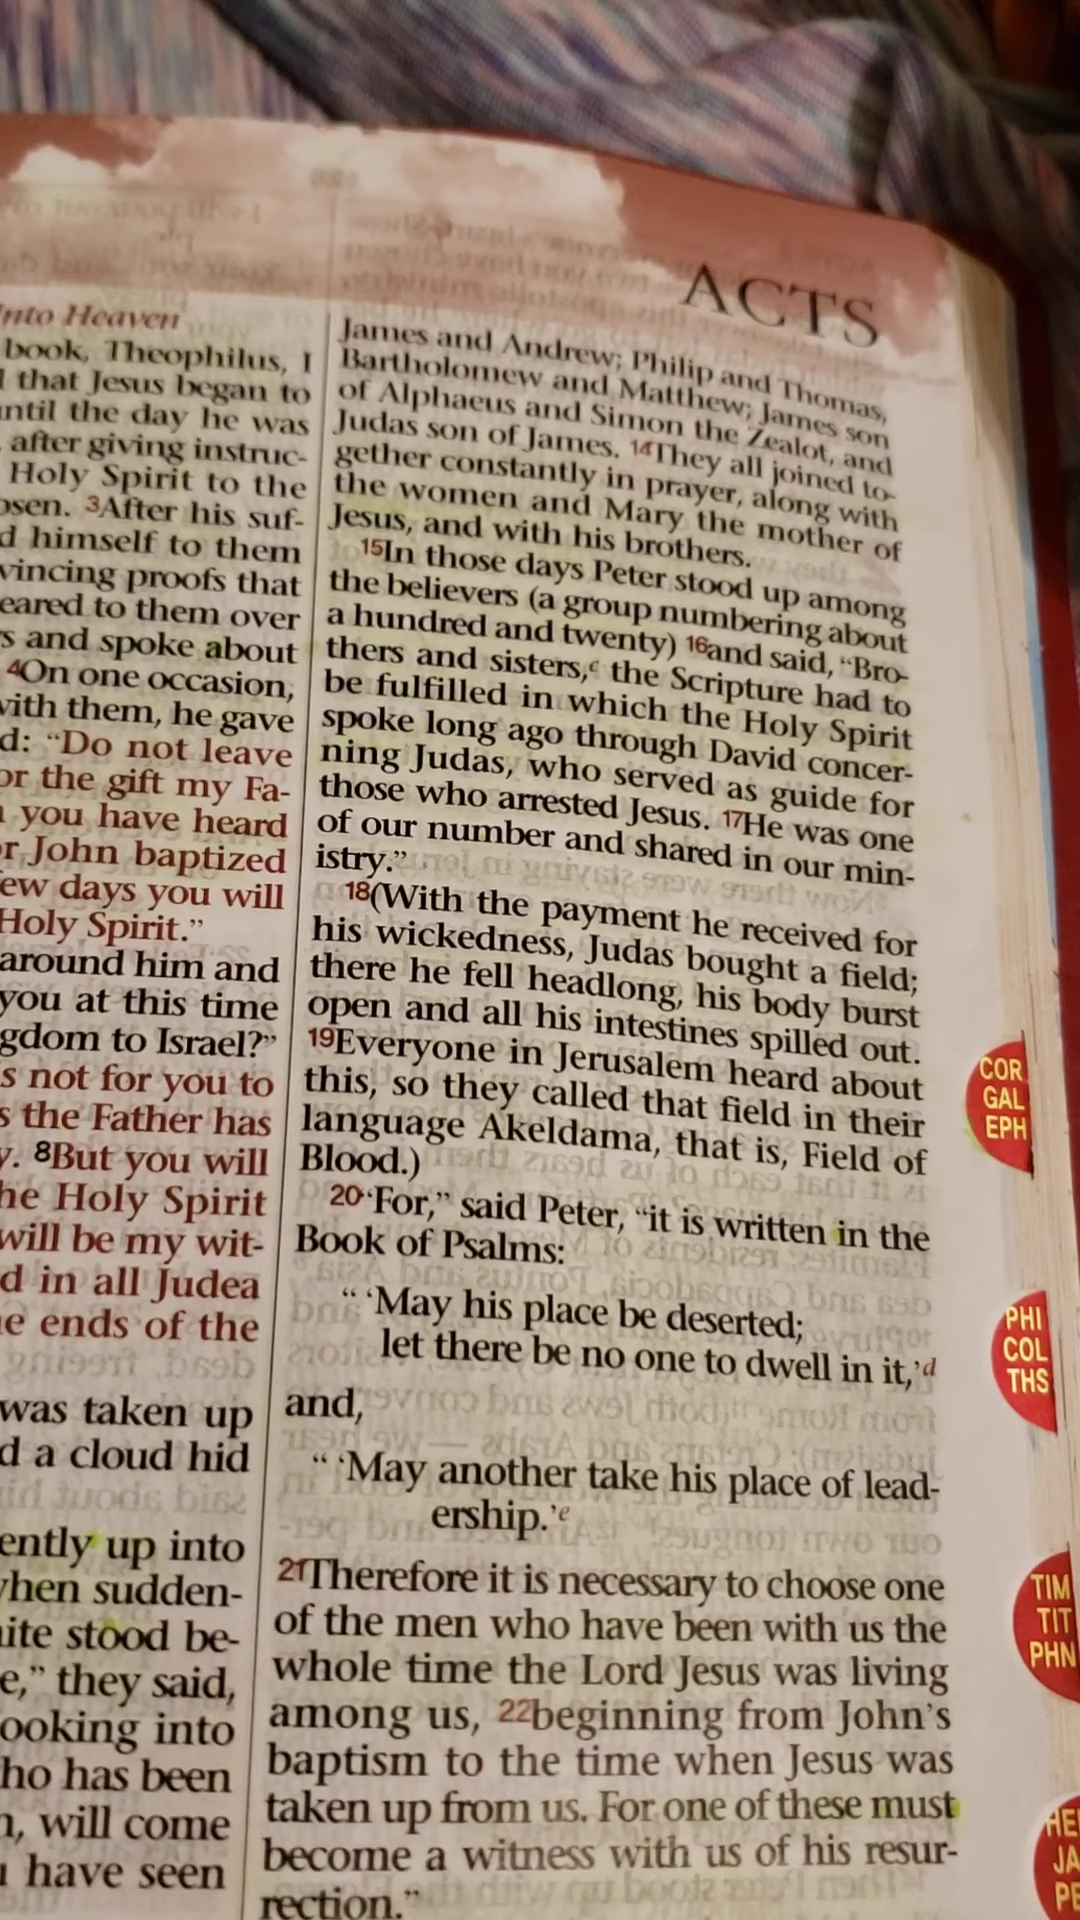 ACTS
Into Heaven
book, Theophilus, I
that Jesus began to
until the day he was
after giving instruc-
Holy Spirit to the
osen. 3After his suf-
d himself to them
vincing proofs that
eared to them over
s and spoke about
4On one occasion,
with them, he gave
d: “Do not leave
or the gift my Fa-
you have heard
or John baptized
ew days you will
Holy Spirit.”
around him and
you at this time
gdom to Israel?”
s not for you to
s the Father has
y. 8But you will
he Holy Spirit
will be my wit-
d in all Judea
e ends of the
was taken up
d a cloud hid
ently up into
when sudden-
ite stood be-
e,” they said,
ooking into
ho has been
n, will come
u have seen
James and Andrew; Philip and Thomas,
Bartholomew and Matthew; James son
of Alphaeus and Simon the Zealot, and
Judas son of James. 14They all joined to-
gether constantly in prayer, along with
the women and Mary the mother of
Jesus, and with his brothers.
15In those days Peter stood up among
the believers (a group numbering about
a hundred and twenty) 16and said, “Bro-
thers and sisters,c the Scripture had to
be fulfilled in which the Holy Spirit
spoke long ago through David concer-
ning Judas, who served as guide for
those who arrested Jesus. 17He was one
of our number and shared in our min-
istry.”
18(With the payment he received for
his wickedness, Judas bought a field;
there he fell headlong, his body burst
open and all his intestines spilled out.
19Everyone in Jerusalem heard about
this, so they called that field in their
language Akeldama, that is, Field of
Blood.)
20“For,” said Peter, “it is written in the
Book of Psalms:
“ ‘May his place be deserted;
let there be no one to dwell in it,’d
and,
“ ‘May another take his place of lead-
ership.’e
21Therefore it is necessary to choose one
of the men who have been with us the
whole time the Lord Jesus was living
among us, 22beginning from John’s
baptism to the time when Jesus was
taken up from us. For one of these must
become a witness with us of his resur-
rection.”
COR
GAL
EPH
PHI
COL
THS
TIM
TIT
PHN
HE
JA
PE